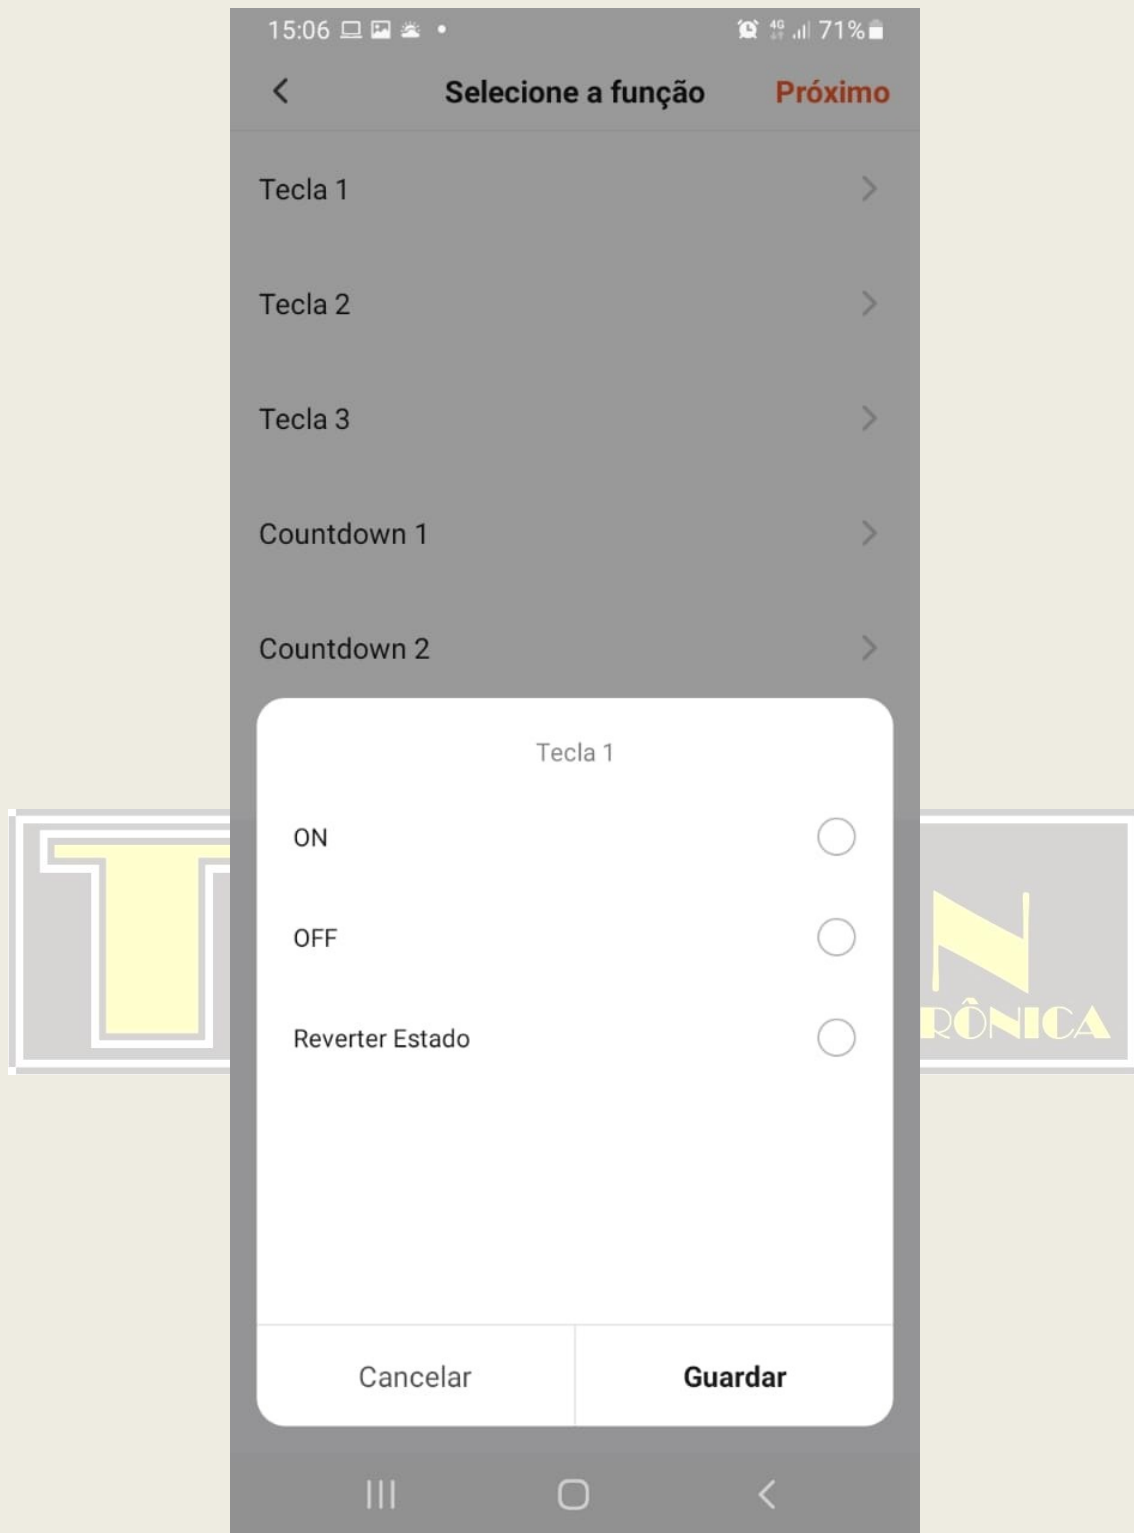 15:06 4G 71%
Selecione a função Próximo
Tecla 1
Tecla 2
Tecla 3
Countdown 1
Countdown 2
Tecla 1
ON
OFF
Reverter Estado
Cancelar Guardar